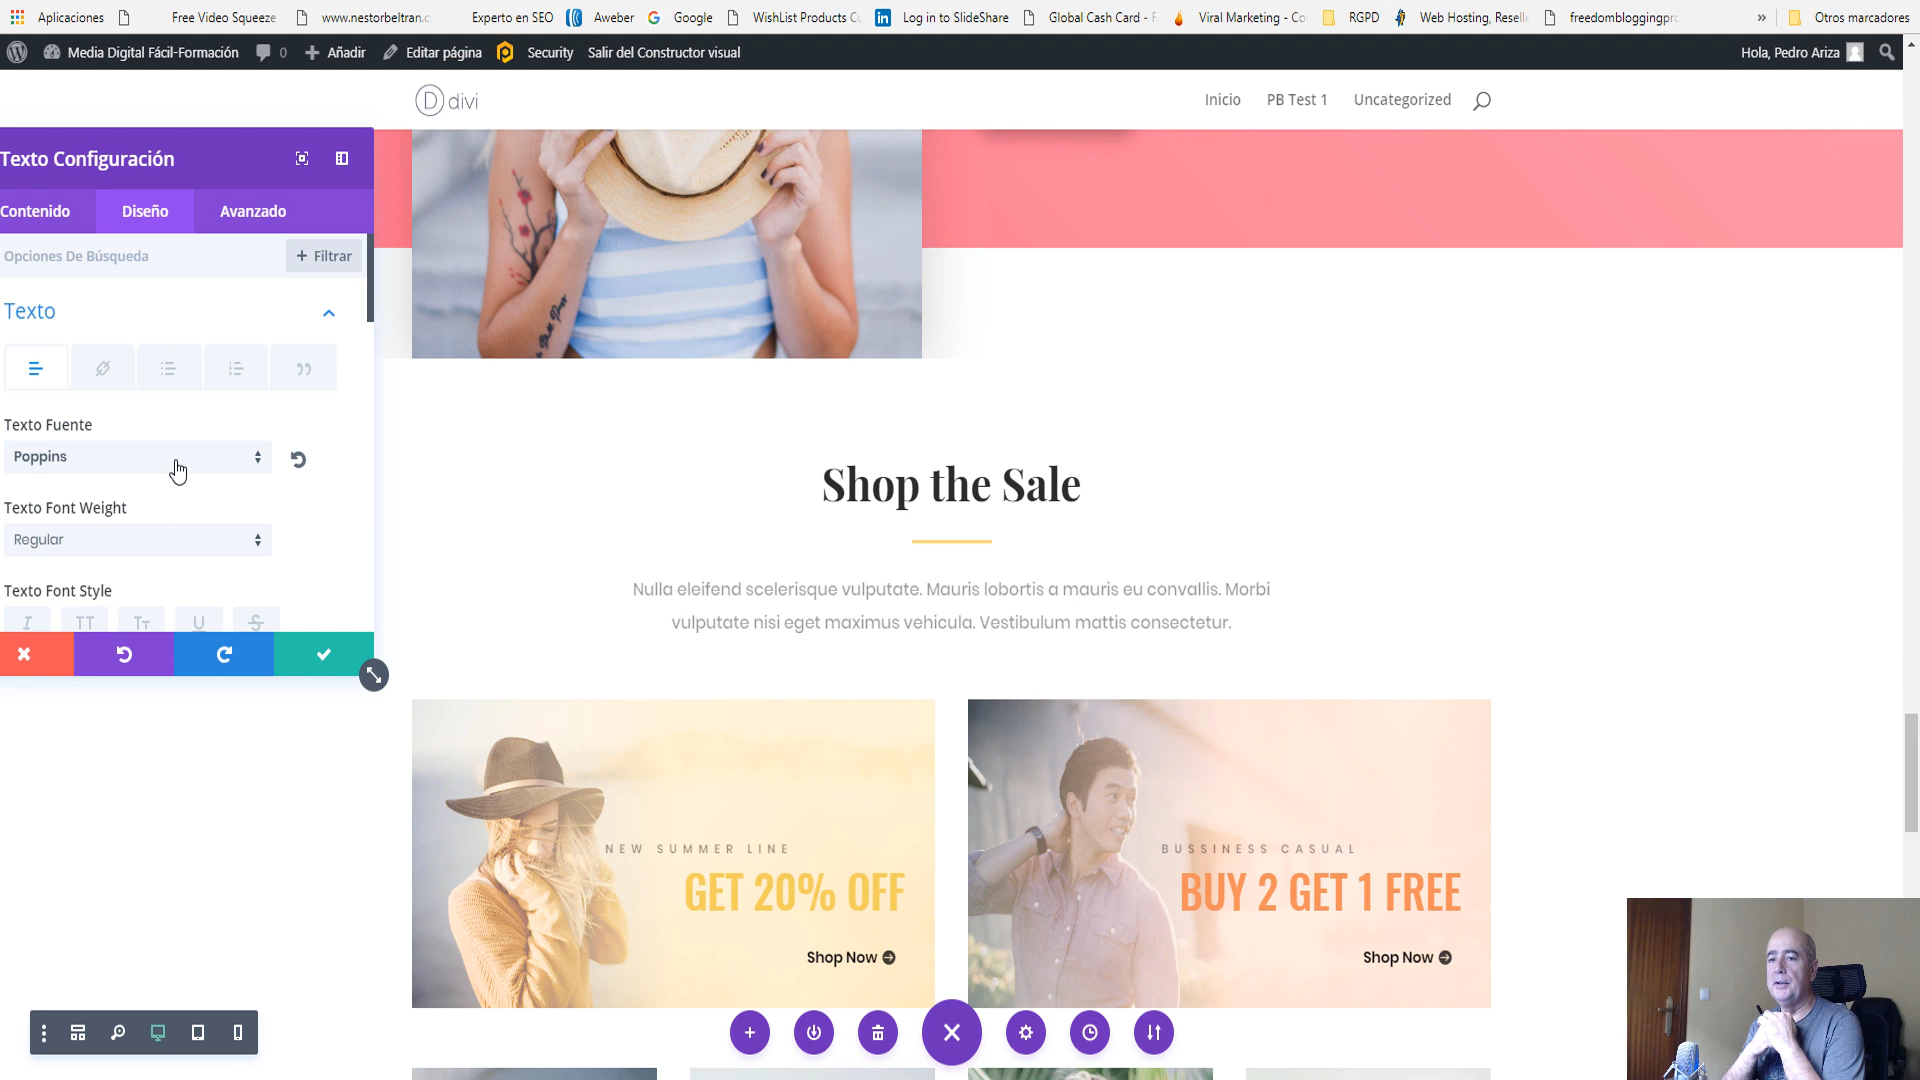 Aplicaciones
Free Video Squeeze
www.nestorbeltran.c
Experto en SEO
Aweber
Google
WishList Products Cu
Log in to SlideShare
Global Cash Card - F
Viral Marketing - Co
RGPD
Web Hosting, Reselle
freedombloggingpro
»
Otros marcadores
Media Digital Fácil-Formación
0
Añadir
Editar página
Security
Salir del Constructor visual
Hola, Pedro Ariza
D divi
Inicio
PB Test 1
Uncategorized
Texto Configuración
Contenido
Diseño
Avanzado
Opciones De Búsqueda
+ Filtrar
Texto
Texto Fuente
Poppins
Texto Font Weight
Regular
Texto Font Style
I TT Tт U S
Shop the Sale
Nulla eleifend scelerisque vulputate. Mauris lobortis a mauris eu convallis. Morbi
vulputate nisi eget maximus vehicula. Vestibulum mattis consectetur.
NEW SUMMER LINE
GET 20% OFF
Shop Now
BUSSINESS CASUAL
BUY 2 GET 1 FREE
Shop Now